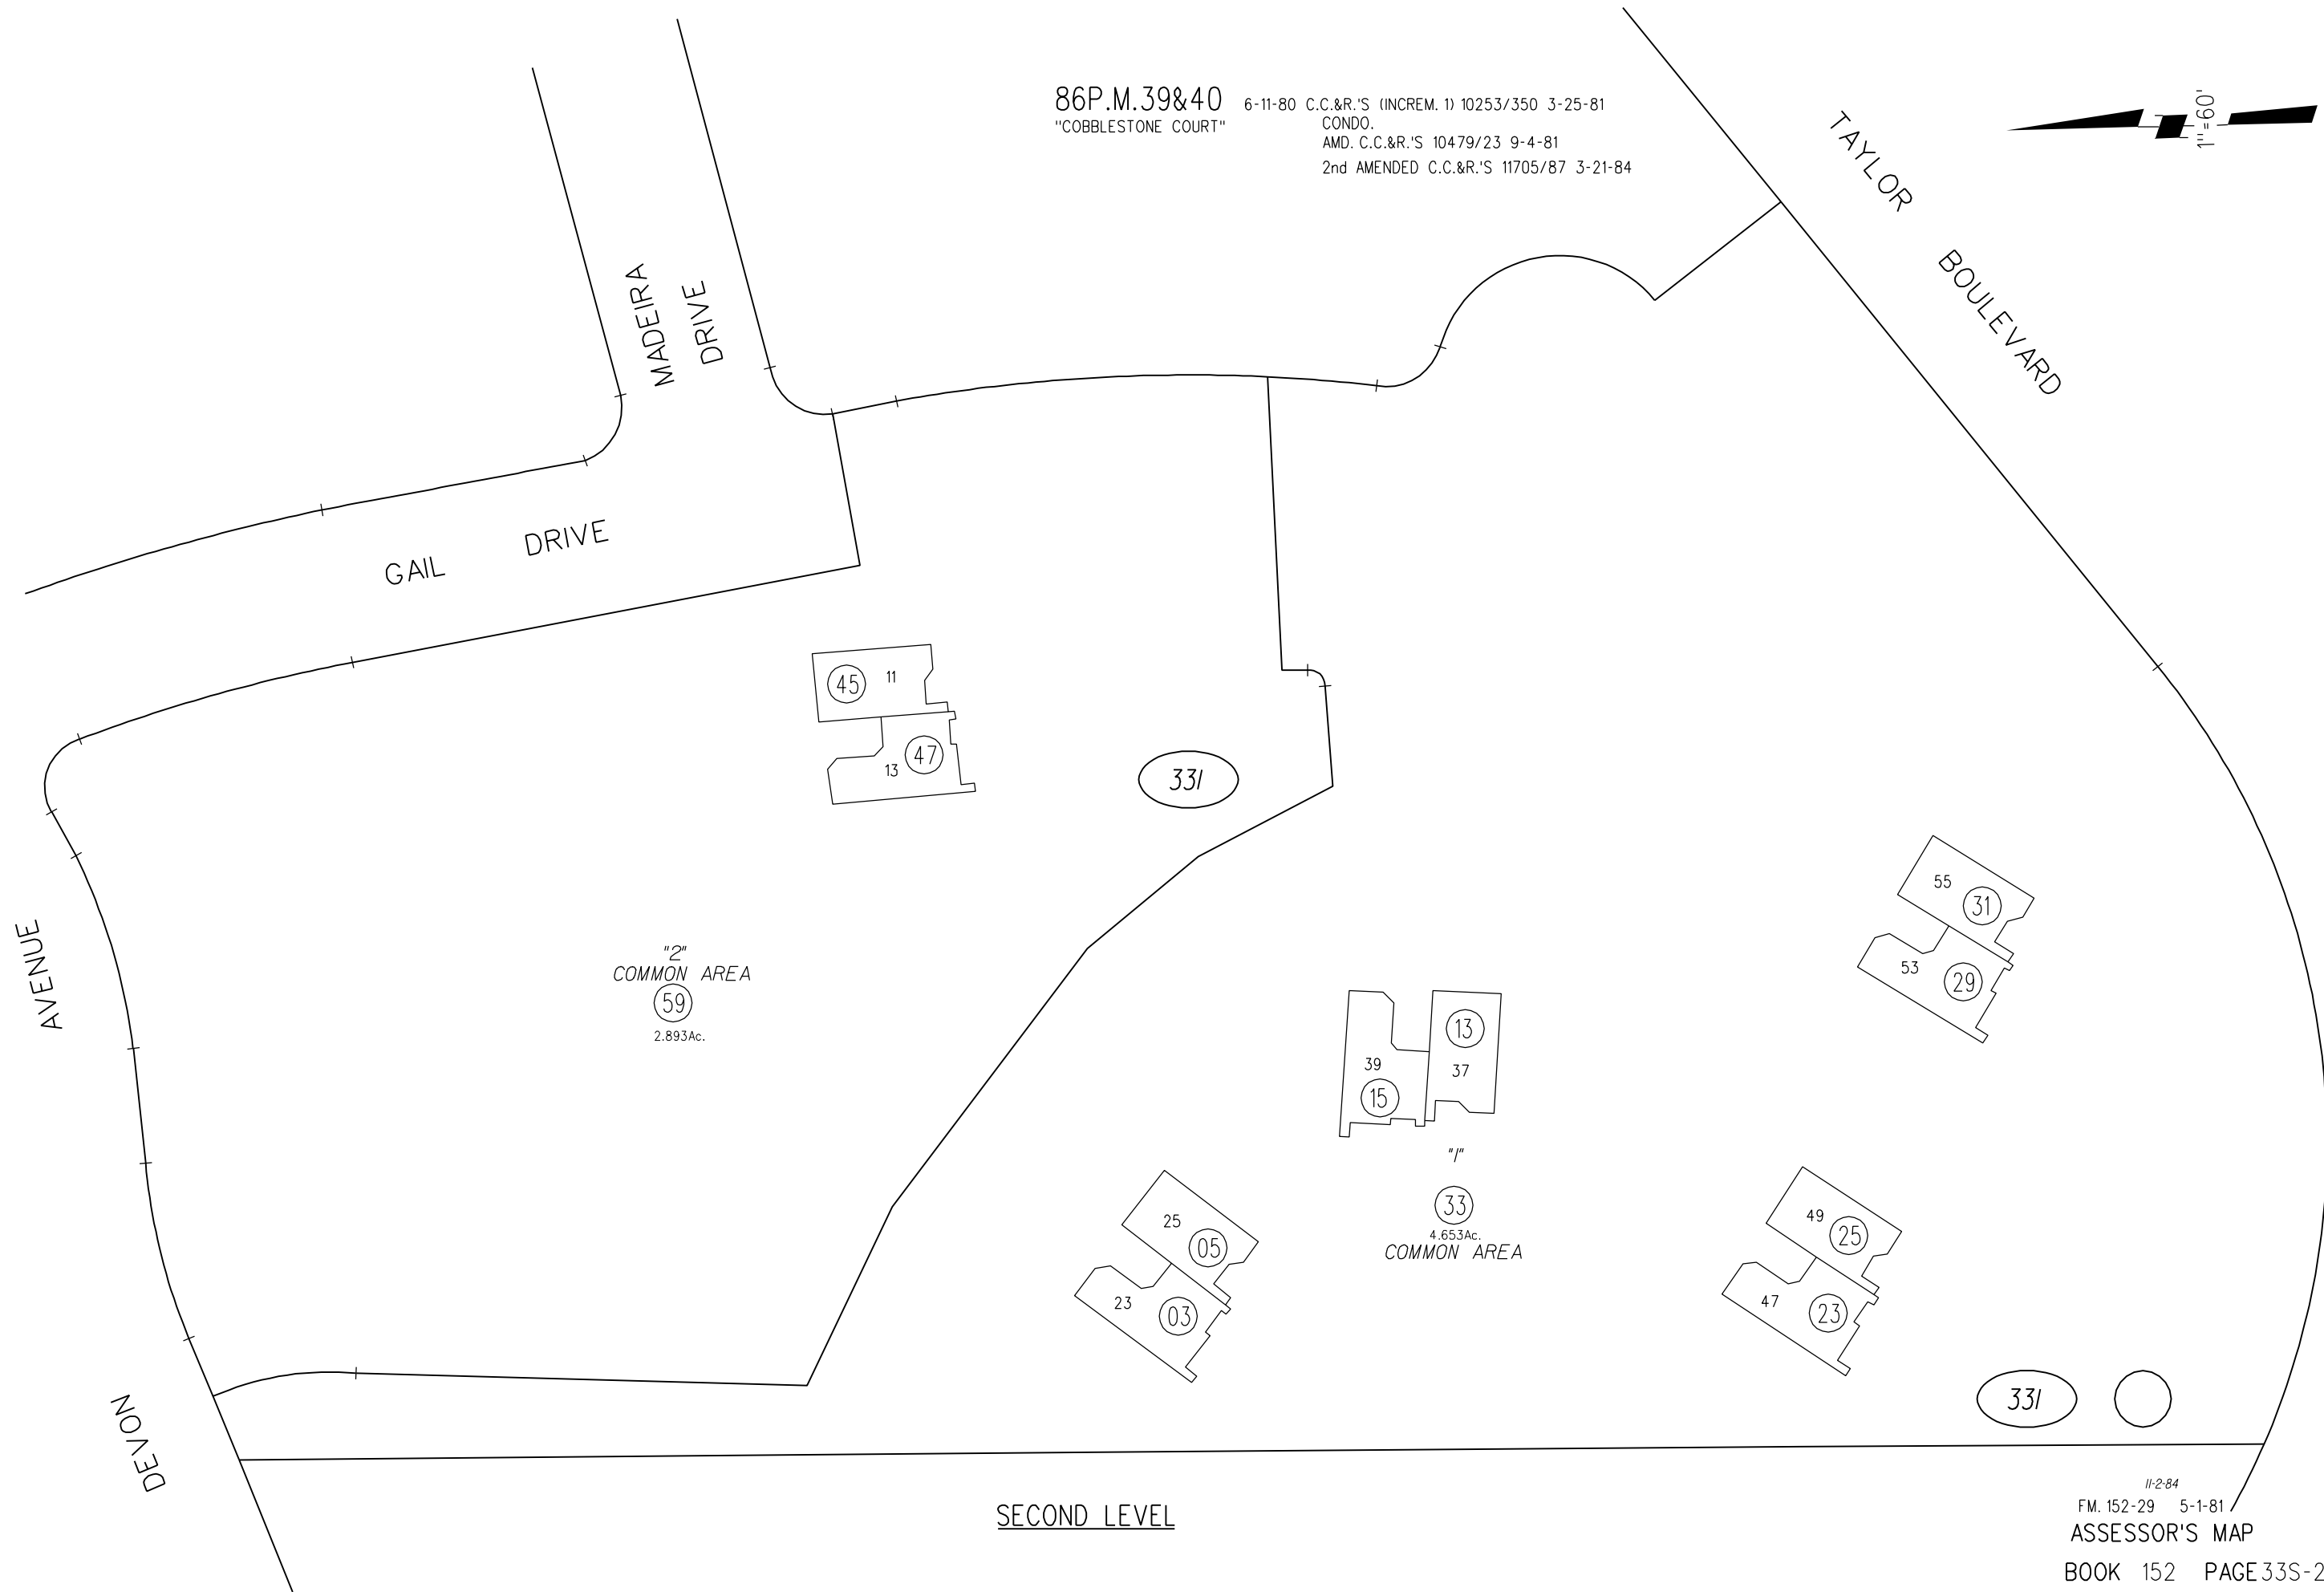 86P.M.39&40
"COBBLESTONE COURT"
6-11-80 C.C.&R.'S (INCREM. 1) 10253/350 3-25-81
CONDO.
AMD. C.C.&R.'S 10479/23 9-4-81
2nd AMENDED C.C.&R.'S 11705/87 3-21-84
1"=60'
TAYLOR BOULEVARD
MADEIRA
DRIVE
GAIL DRIVE
45 11
13 47
331
55 31
53 29
"2"
COMMON AREA
59
2.893Ac.
AVENUE
13
39 37
15
"1"
33
4.653Ac.
COMMON AREA
25 05
23 03
49 25
47 23
331
DEVON
SECOND LEVEL
11-2-84
FM. 152-29 5-1-81
ASSESSOR'S MAP
BOOK 152 PAGE 33S-2